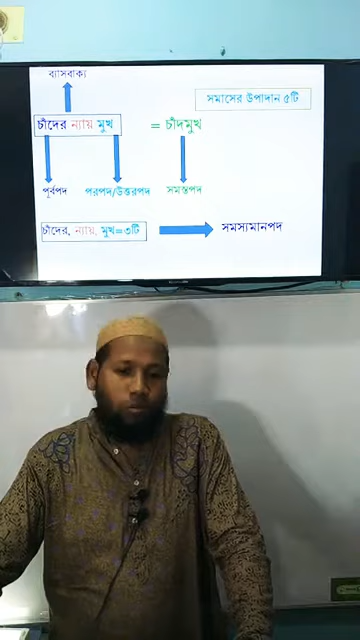 ব্যাসবাক্য
সমাসের উপাদান ৫টি
চাঁদের ন্যায় মুখ = চাঁদমুখ
পূর্বপদ পরপদ/উত্তরপদ সমস্তপদ
চাঁদের, ন্যায়, মুখ=৩টি সমস্যমানপদ